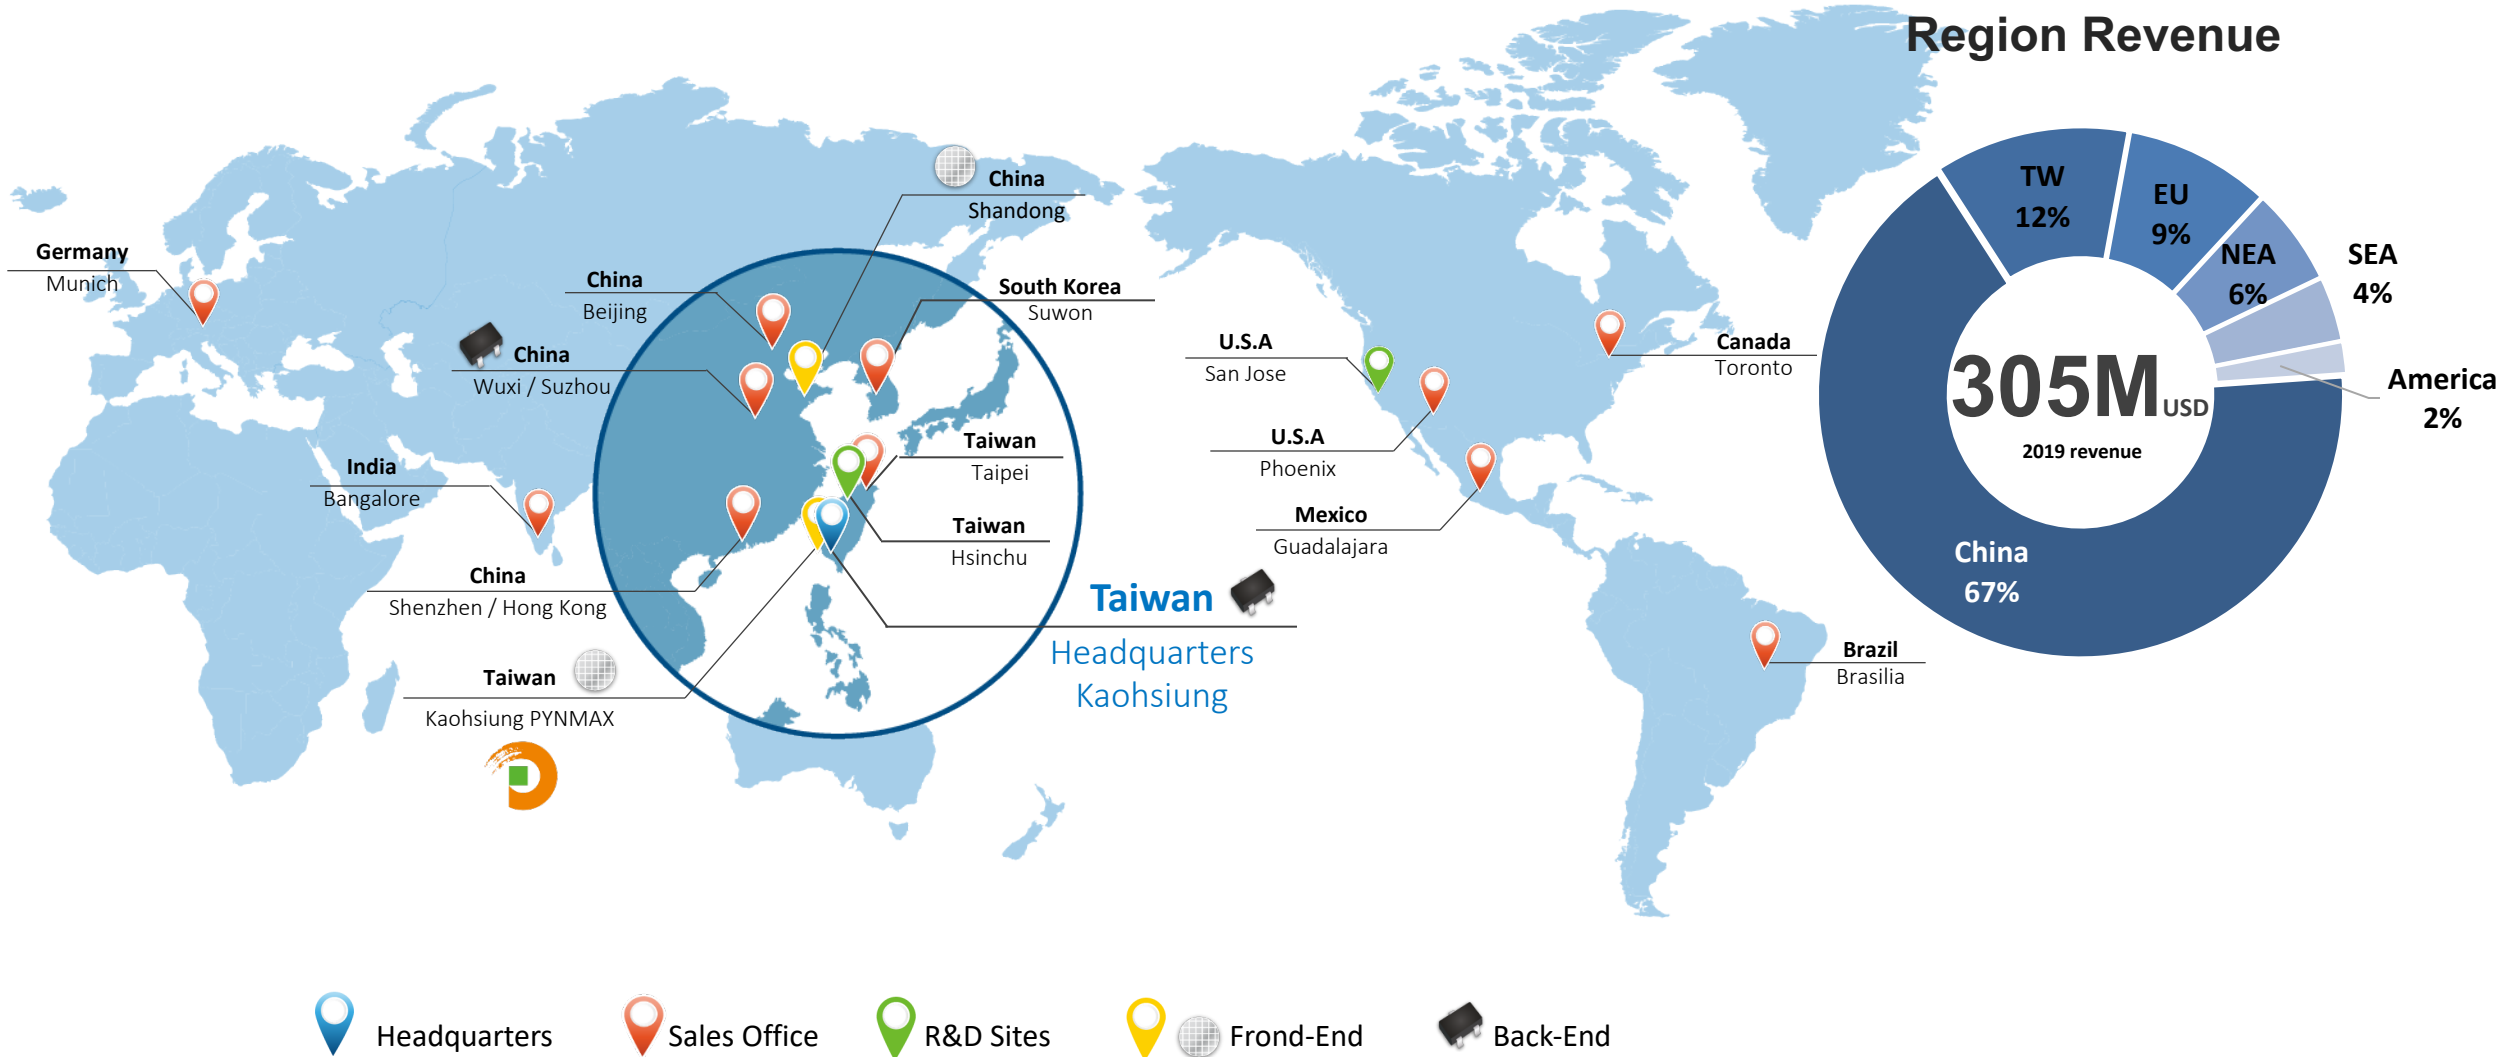 Region Revenue
China
Shandong
TW
12%
EU
9%
NEA
6%
SEA
4%
America
2%
China
67%
305M USD
2019 revenue
Germany
Munich
China
Beijing
South Korea
Suwon
China
Wuxi / Suzhou
Taiwan
Taipei
India
Bangalore
Taiwan
Hsinchu
China
Shenzhen / Hong Kong
Taiwan
Headquarters
Kaohsiung
Taiwan
Kaohsiung PYNMAX
U.S.A
San Jose
Canada
Toronto
U.S.A
Phoenix
Mexico
Guadalajara
Brazil
Brasilia
Headquarters
Sales Office
R&D Sites
Frond-End
Back-End